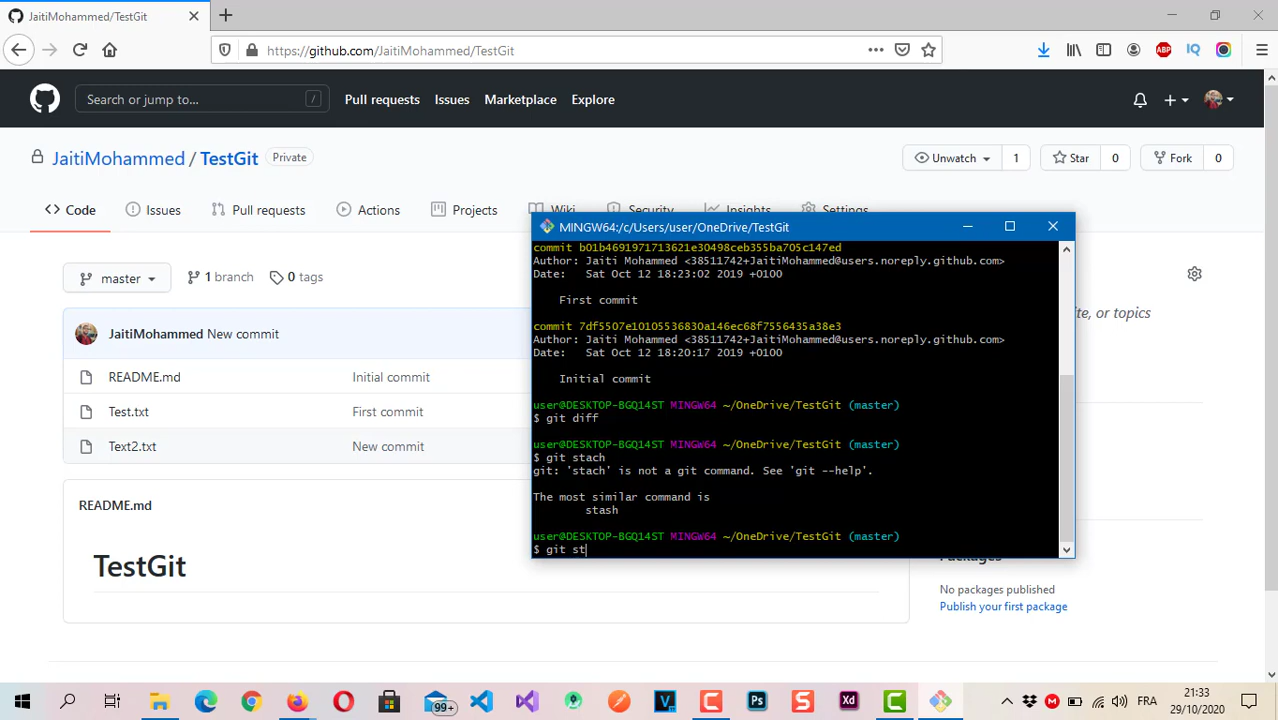 JaitiMohammed/TestGit
https://github.com/JaitiMohammed/TestGit
ABP
IQ
Search or jump to...
/
Pull requests
Issues
Marketplace
Explore
JaitiMohammed / TestGit
Private
Unwatch
1
Star
0
Fork
0
Code
Issues
Pull requests
Actions
Projects
Wiki
Security
Insights
Settings
master
1 branch
0 tags
JaitiMohammed New commit
README.md
Initial commit
Test.txt
First commit
Text2.txt
New commit
README.md
TestGit
ite, or topics
Packages
No packages published
Publish your first package
MINGW64:/c/Users/user/OneDrive/TestGit
commit b01b4691971713621e30498ceb355ba705c147ed
Author: Jaiti Mohammed <38511742+JaitiMohammed@users.noreply.github.com>
Date:   Sat Oct 12 18:23:02 2019 +0100
First commit
commit 7df5507e10105536830a146ec68f7556435a38e3
Author: Jaiti Mohammed <38511742+JaitiMohammed@users.noreply.github.com>
Date:   Sat Oct 12 18:20:17 2019 +0100
Initial commit
user@DESKTOP-BGQ14ST MINGW64 ~/OneDrive/TestGit (master)
$ git diff
user@DESKTOP-BGQ14ST MINGW64 ~/OneDrive/TestGit (master)
$ git stach
git: 'stach' is not a git command. See 'git --help'.
The most similar command is
stash
user@DESKTOP-BGQ14ST MINGW64 ~/OneDrive/TestGit (master)
$ git st
99+
V
C
Ps
S
Xd
C
M
FRA
21:33
29/10/2020